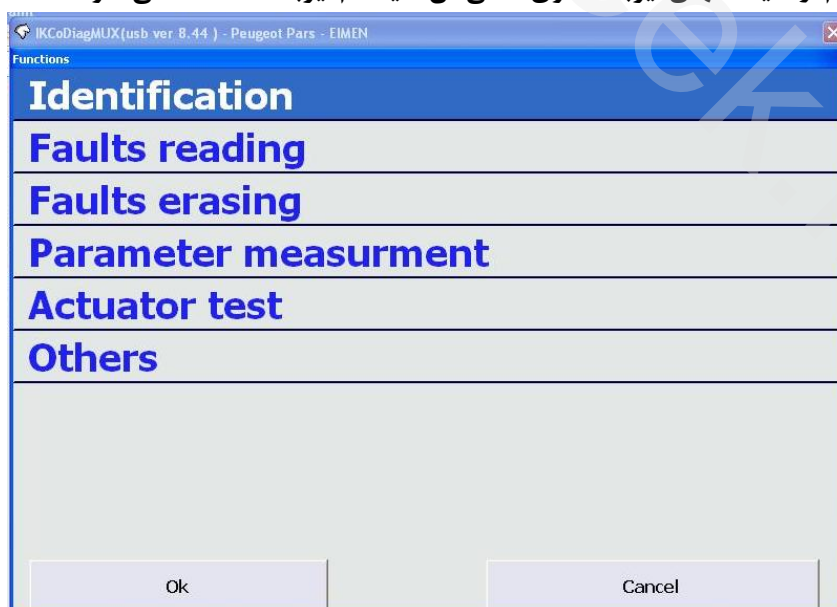 IKCoDiagMUX(usb ver 8.44 ) - Peugeot Pars - EIMEN
Functions
Identification
Faults reading
Faults erasing
Parameter measurment
Actuator test
Others
Ok
Cancel